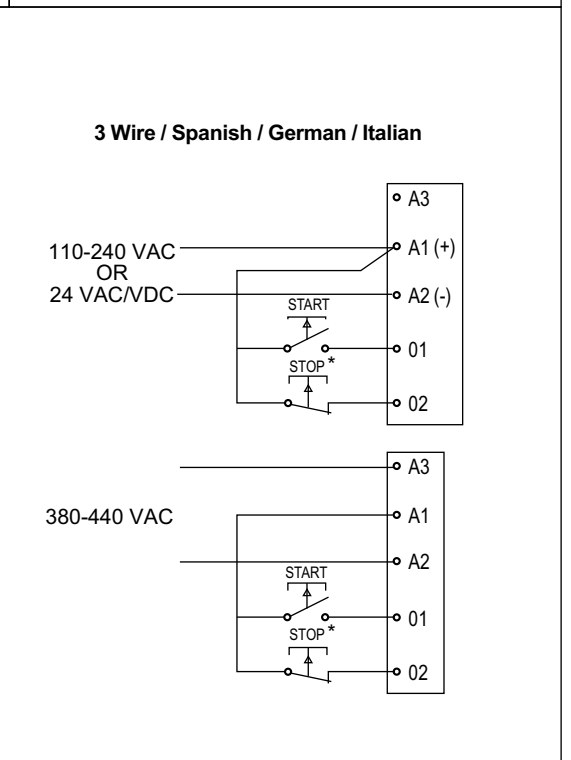 3 Wire / Spanish / German / Italian
A3
110-240 VAC
A1 (+)
OR
24 VAC/VDC
A2 (-)
START
01
STOP *
02
A3
380-440 VAC
A1
A2
START
01
STOP *
02